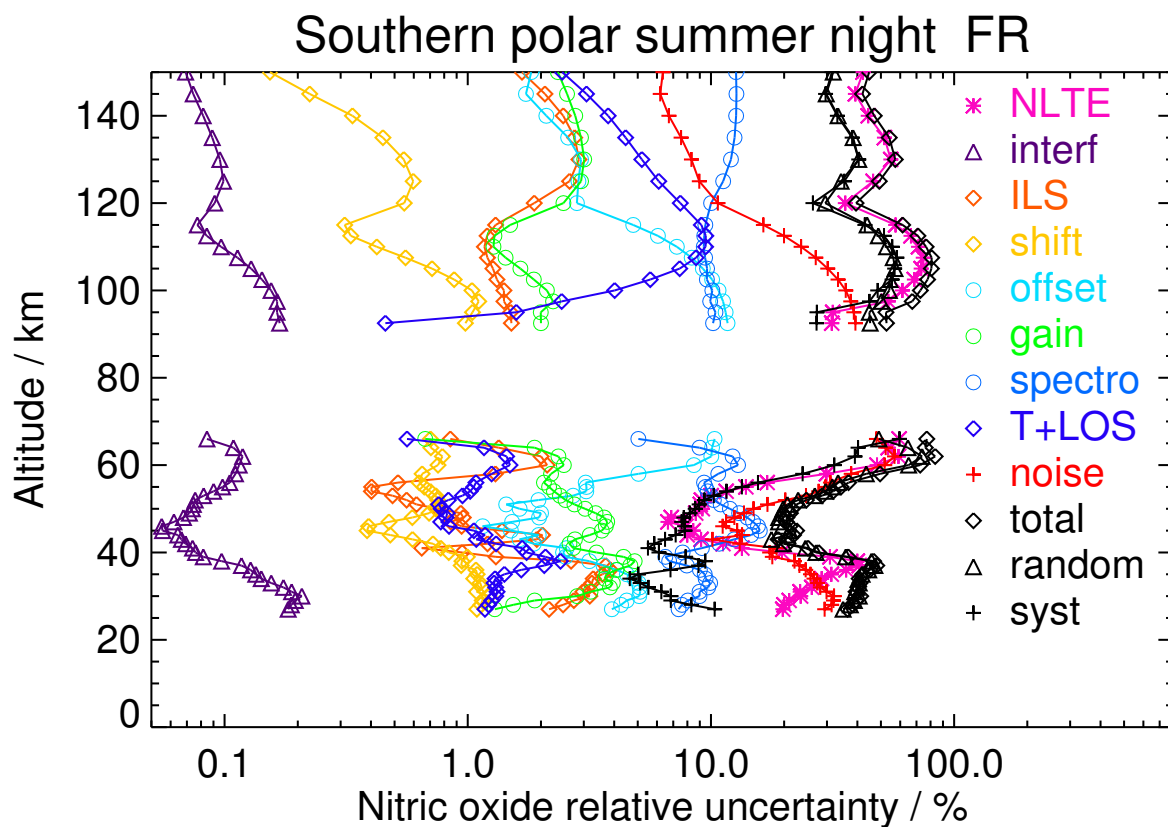 Southern polar summer night FR
Altitude / km
140
120
100
80
60
40
20
0
NLTE
interf
ILS
shift
offset
gain
spectro
T+LOS
noise
total
random
syst
0.1 1.0 10.0 100.0
Nitric oxide relative uncertainty / %